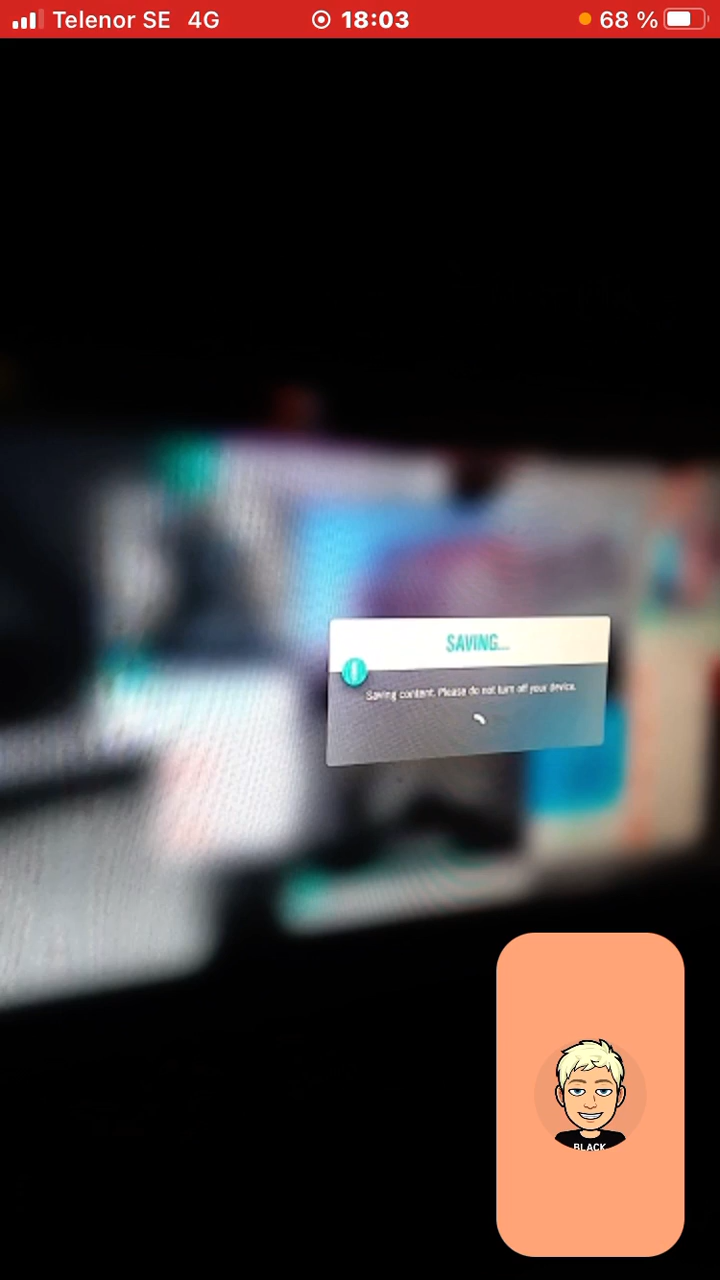 Telenor SE 4G 18:03 68 %
SAVING...
Saving content. Please do not turn off your device.
BLACK